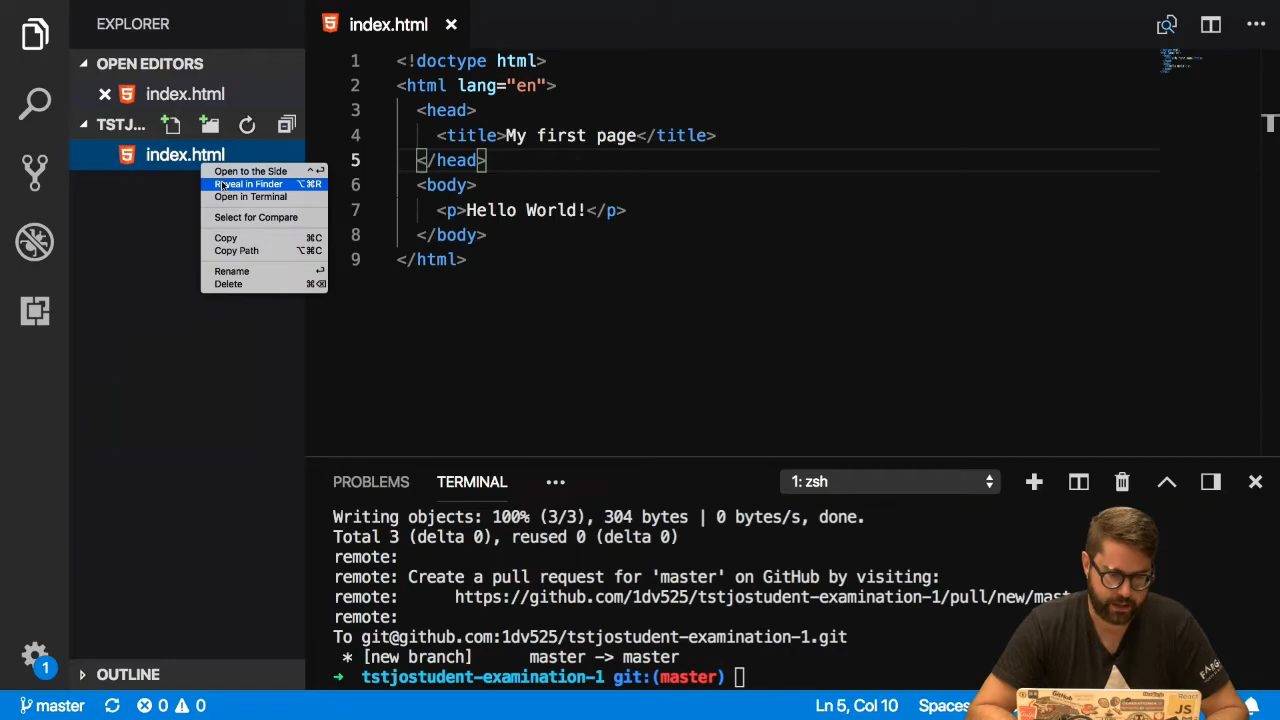 EXPLORER
OPEN EDITORS
index.html
TSTJ...
index.html
Open to the Side ^⏎
Reveal in Finder ⌥⌘R
Open in Terminal
Select for Compare
Copy ⌘C
Copy Path ⌥⌘C
Rename ⏎
Delete ⌘⌫
OUTLINE
index.html
1 <!doctype html>
2 <html lang="en">
3 <head>
4 <title>My first page</title>
5 </head>
6 <body>
7 <p>Hello World!</p>
8 </body>
9 </html>
PROBLEMS TERMINAL ... 1: zsh
Writing objects: 100% (3/3), 304 bytes | 0 bytes/s, done.
Total 3 (delta 0), reused 0 (delta 0)
remote:
remote: Create a pull request for 'master' on GitHub by visiting:
remote: https://github.com/1dv525/tstjostudent-examination-1/pull/new/mast
remote:
To git@github.com:1dv525/tstjostudent-examination-1.git
* [new branch] master -> master
➜ tstjostudent-examination-1 git:(master)
1
master 0 0 Ln 5, Col 10 Spaces
GitHub
React
JS